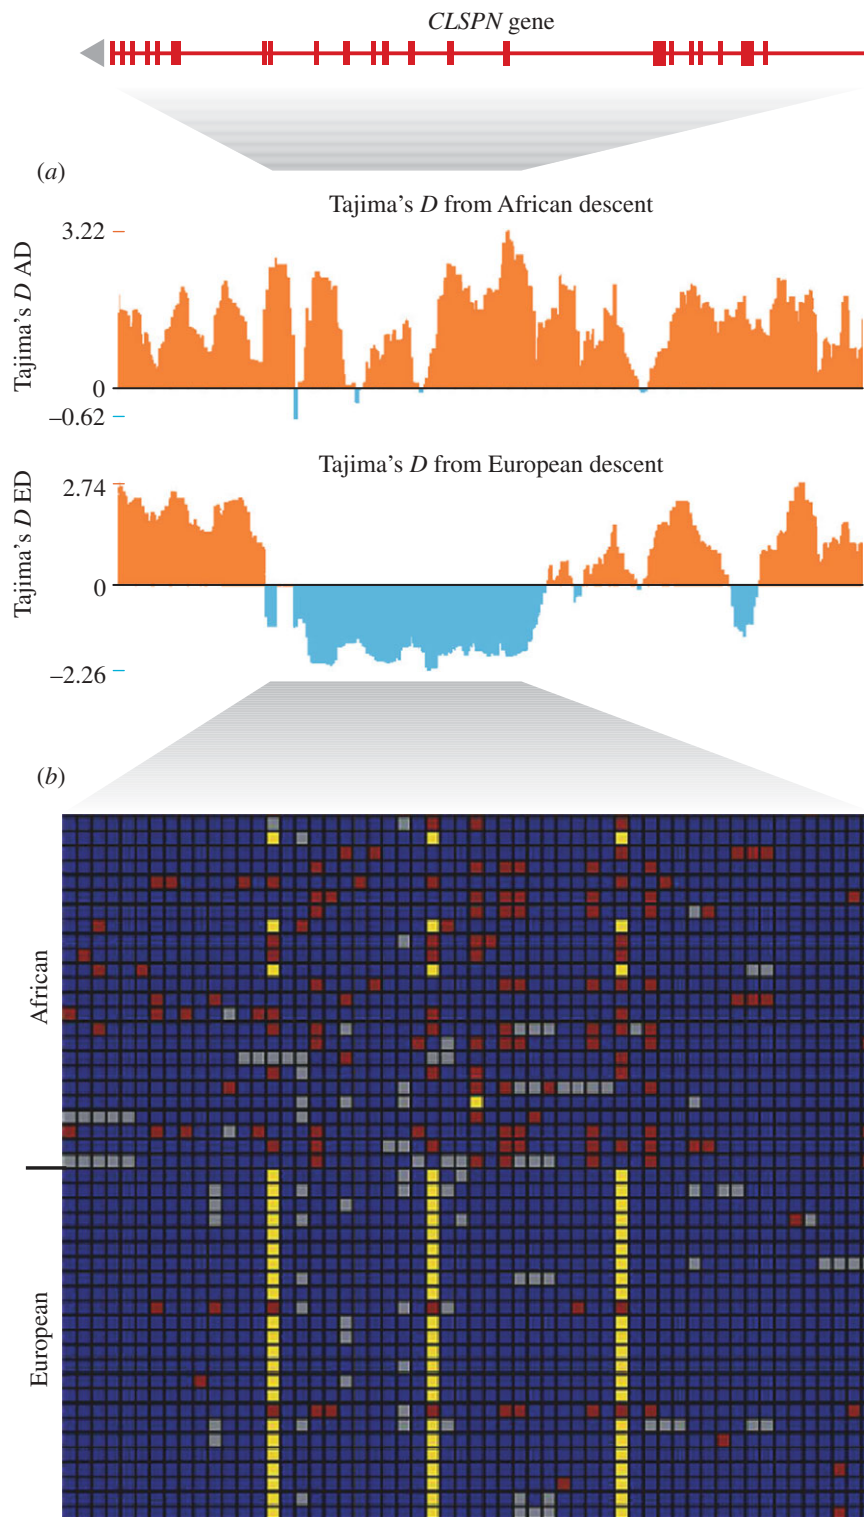 CLSPN gene
(a)
Tajima's D from African descent
Tajima's D AD
3.22
0
–0.62
Tajima's D from European descent
Tajima's D ED
2.74
0
–2.26
(b)
African
European